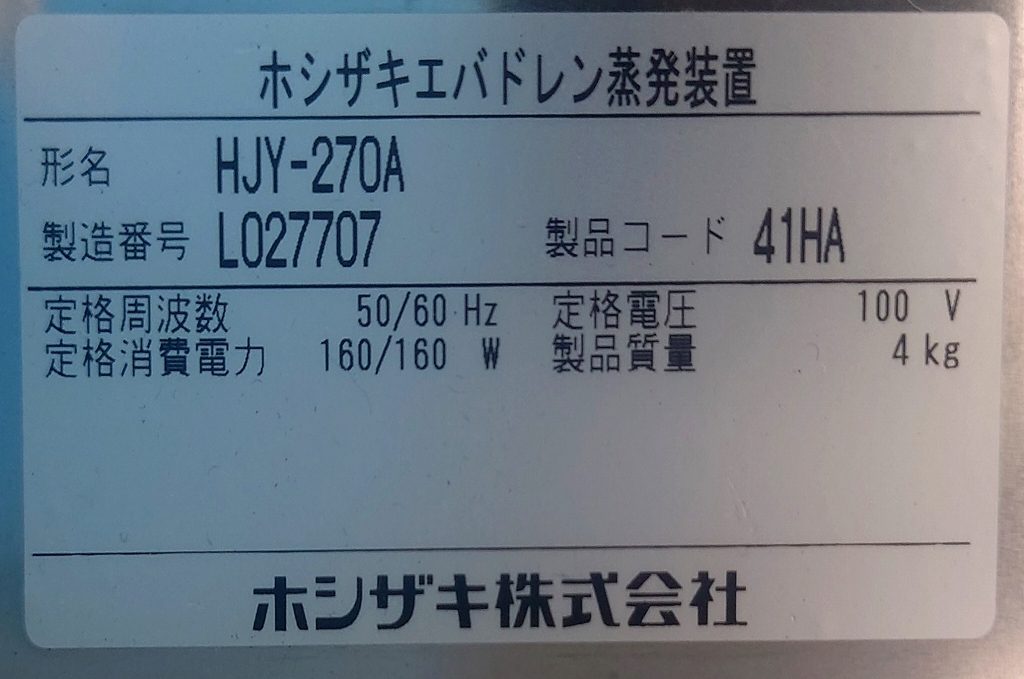 ホシザキエバドレン蒸発装置
形名 HJY-270A
製造番号 L027707 製品コード 41HA
定格周波数 50/60 Hz 定格電圧 100 V
定格消費電力 160/160 W 製品質量 4 kg
ホシザキ株式会社